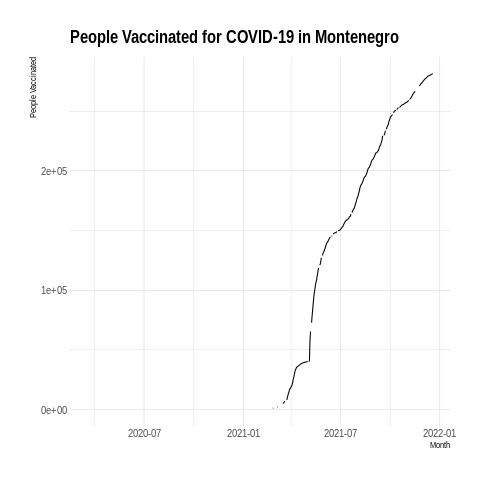 People Vaccinated for COVID-19 in Montenegro
People Vaccinated
2e+05
1e+05
0e+00
2020-07
2021-01
2021-07
2022-01
Month